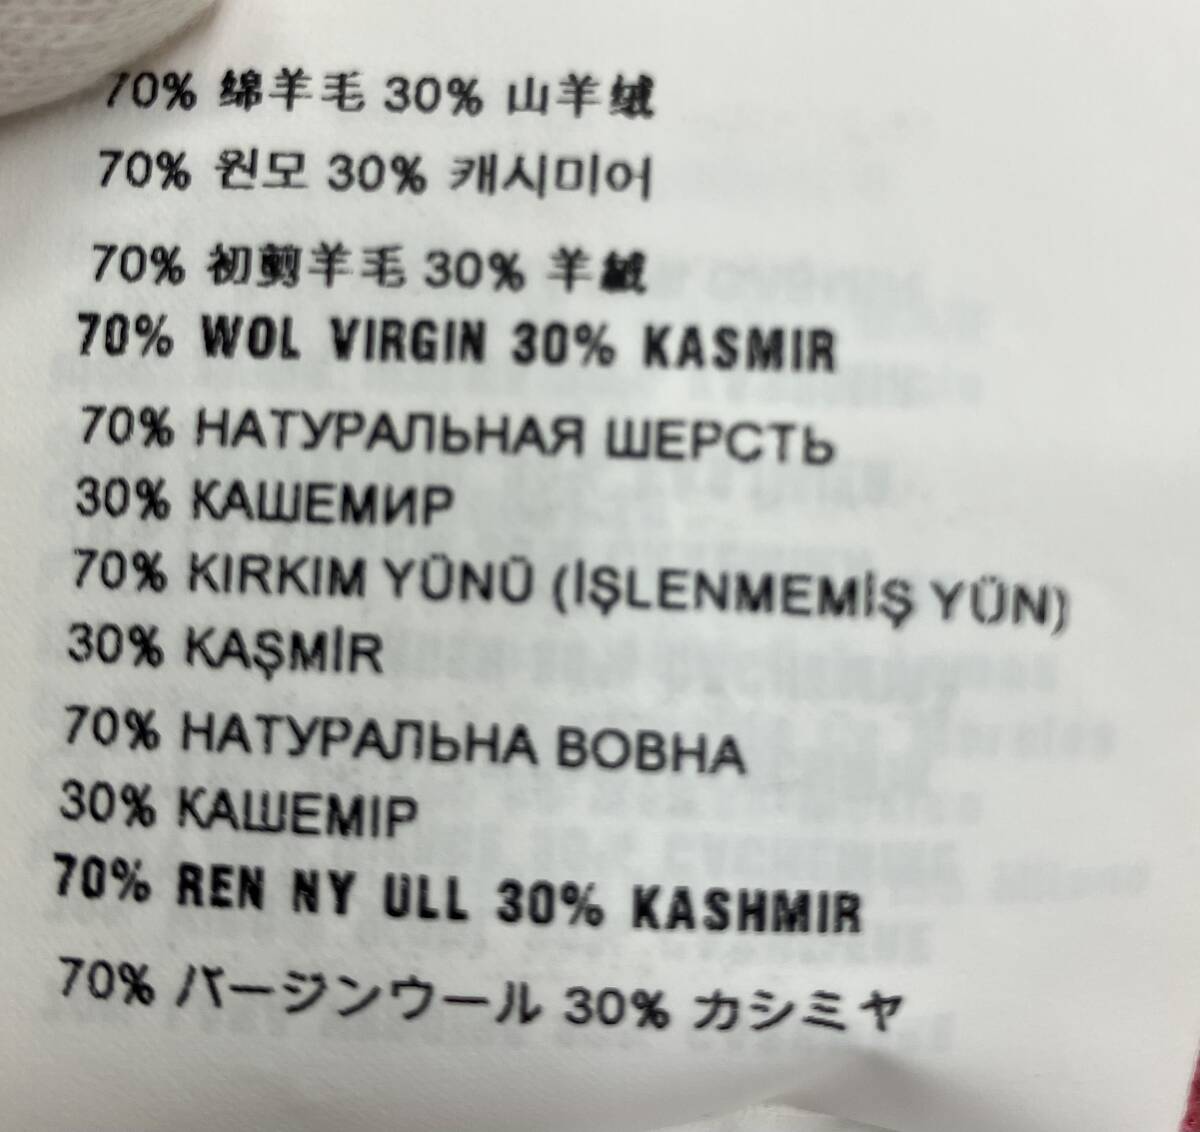 70% 绵羊毛 30% 山羊绒
70% 원모 30% 캐시미어
70% 初剪羊毛 30% 羊絨
70% WOL VIRGIN 30% KASMIR
70% НАТУРАЛЬНАЯ ШЕРСТЬ
30% КАШЕМИР
70% KIRKIM YÜNÜ (İŞLENMEMİŞ YÜN)
30% KAŞMİR
70% НАТУРАЛЬНА ВОВНА
30% КАШЕМІР
70% REN NY ULL 30% KASHMIR
70% バージンウール 30% カシミヤ